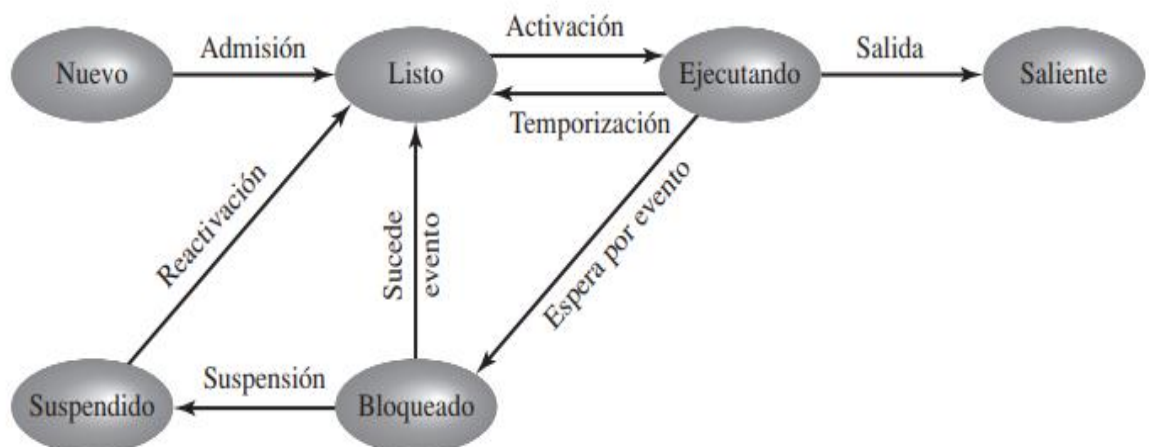 Admisión
Activación
Salida
Nuevo
Listo
Ejecutando
Saliente
Temporización
Reactivación
Sucede
evento
Espera por evento
Suspensión
Suspendido
Bloqueado